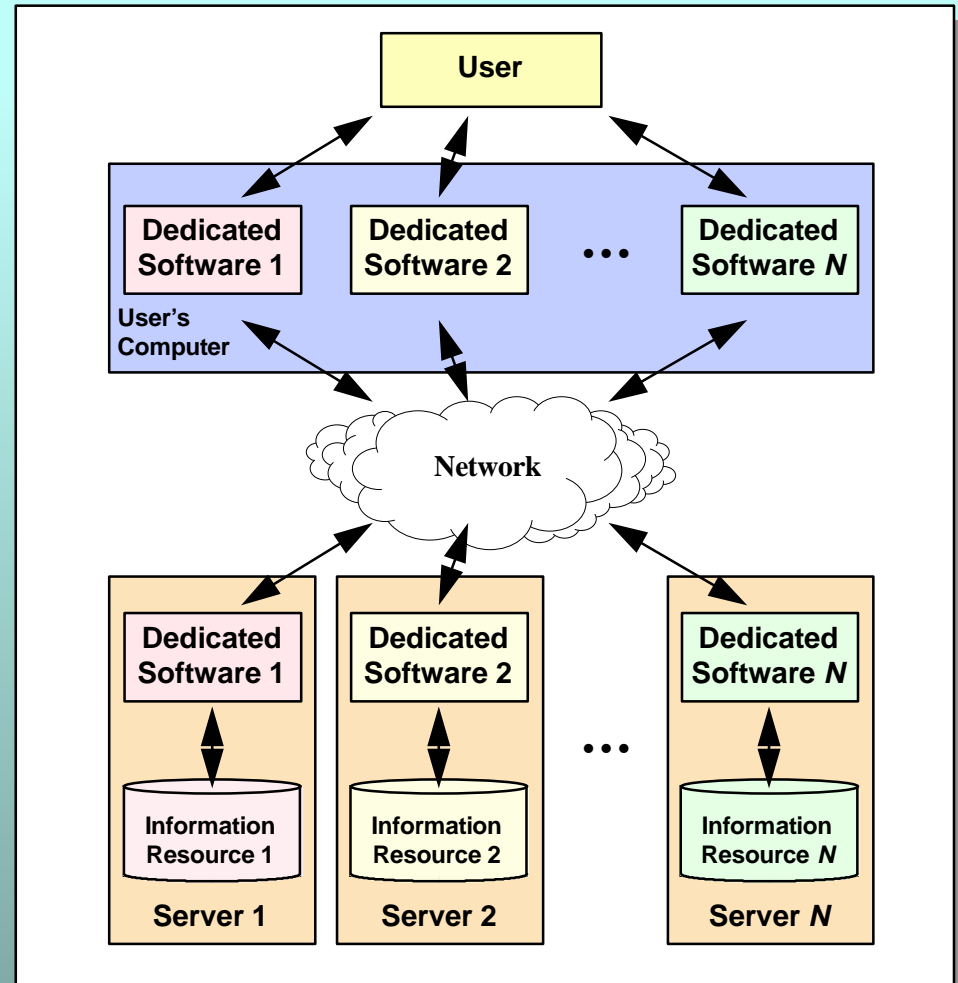 User
Dedicated
Software 1
Dedicated
Software 2
...
Dedicated
Software N
User's
Computer
Network
Dedicated
Software 1
Dedicated
Software 2
Dedicated
Software N
...
Information
Resource 1
Information
Resource 2
Information
Resource N
Server 1
Server 2
Server N